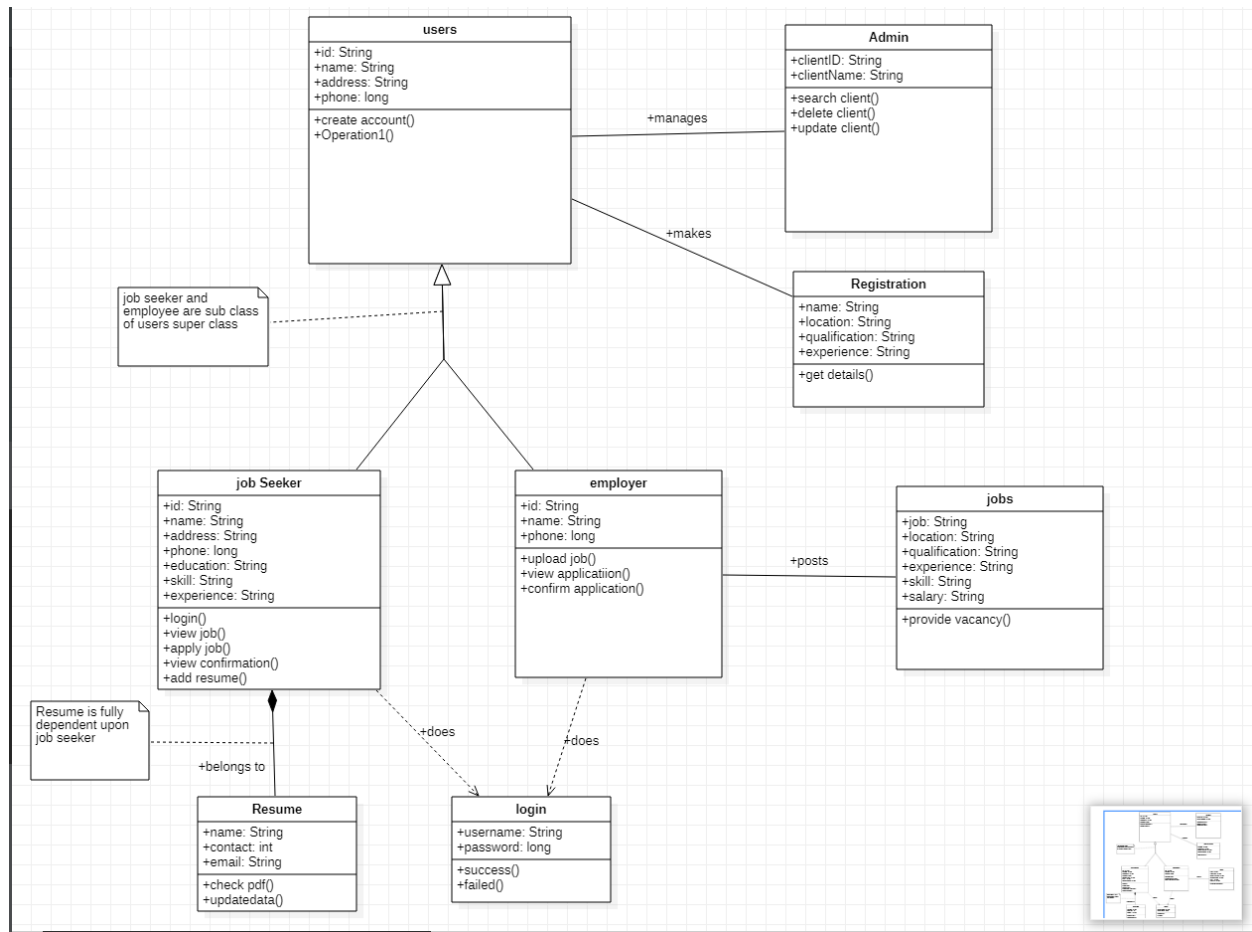 users
+id: String
+name: String
+address: String
+phone: long
+create account()
+Operation1()
Admin
+clientID: String
+clientName: String
+search client()
+delete client()
+update client()
+manages
+makes
Registration
+name: String
+location: String
+qualification: String
+experience: String
+get details()
job seeker and
employee are sub class
of users super class
job Seeker
+id: String
+name: String
+address: String
+phone: long
+education: String
+skill: String
+experience: String
+login()
+view job()
+apply job()
+view confirmation()
+add resume()
employer
+id: String
+name: String
+phone: long
+upload job()
+view applicatiion()
+confirm application()
+posts
jobs
+job: String
+location: String
+qualification: String
+experience: String
+skill: String
+salary: String
+provide vacancy()
Resume is fully
dependent upon
job seeker
+belongs to
+does
+does
Resume
+name: String
+contact: int
+email: String
+check pdf()
+updatedata()
login
+username: String
+password: long
+success()
+failed()